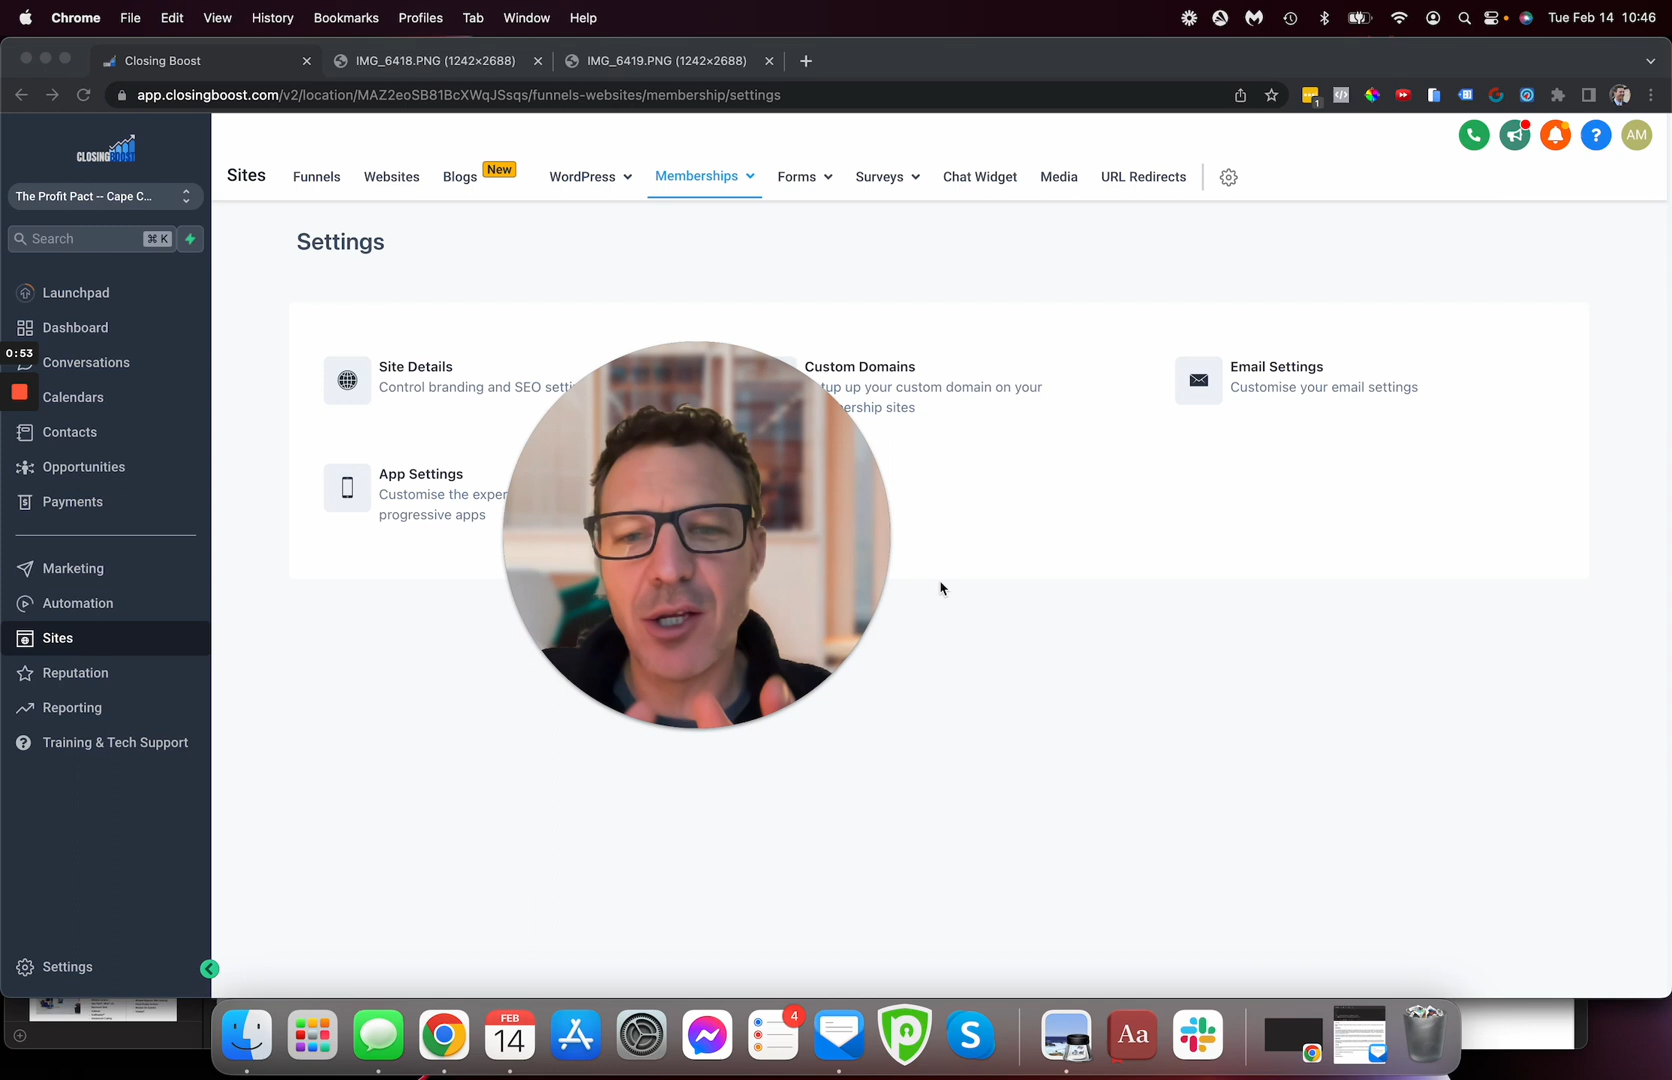 Chrome File Edit View History Bookmarks Profiles Tab Window Help Tue Feb 14 10:46
Closing Boost IMG_6418.PNG (1242×2688) IMG_6419.PNG (1242×2688)
app.closingboost.com/v2/location/MAZ2eoSB81BcXWqJSsqs/funnels-websites/membership/settings
1
CLOSINGBOOST
AM
Sites Funnels Websites Blogs New WordPress Memberships Forms Surveys Chat Widget Media URL Redirects
The Profit Pact -- Cape C...
Search ⌘ K
Settings
Launchpad
Dashboard
0:53
Conversations
Calendars
Contacts
Opportunities
Payments
Marketing
Automation
Sites
Reputation
Reporting
Training & Tech Support
Settings
Site Details
Control branding and SEO
Custom Domains
up your custom domain on your
sites
Email Settings
Customise your email settings
App Settings
Customise the
progressive apps
FEB
14
4
Aa